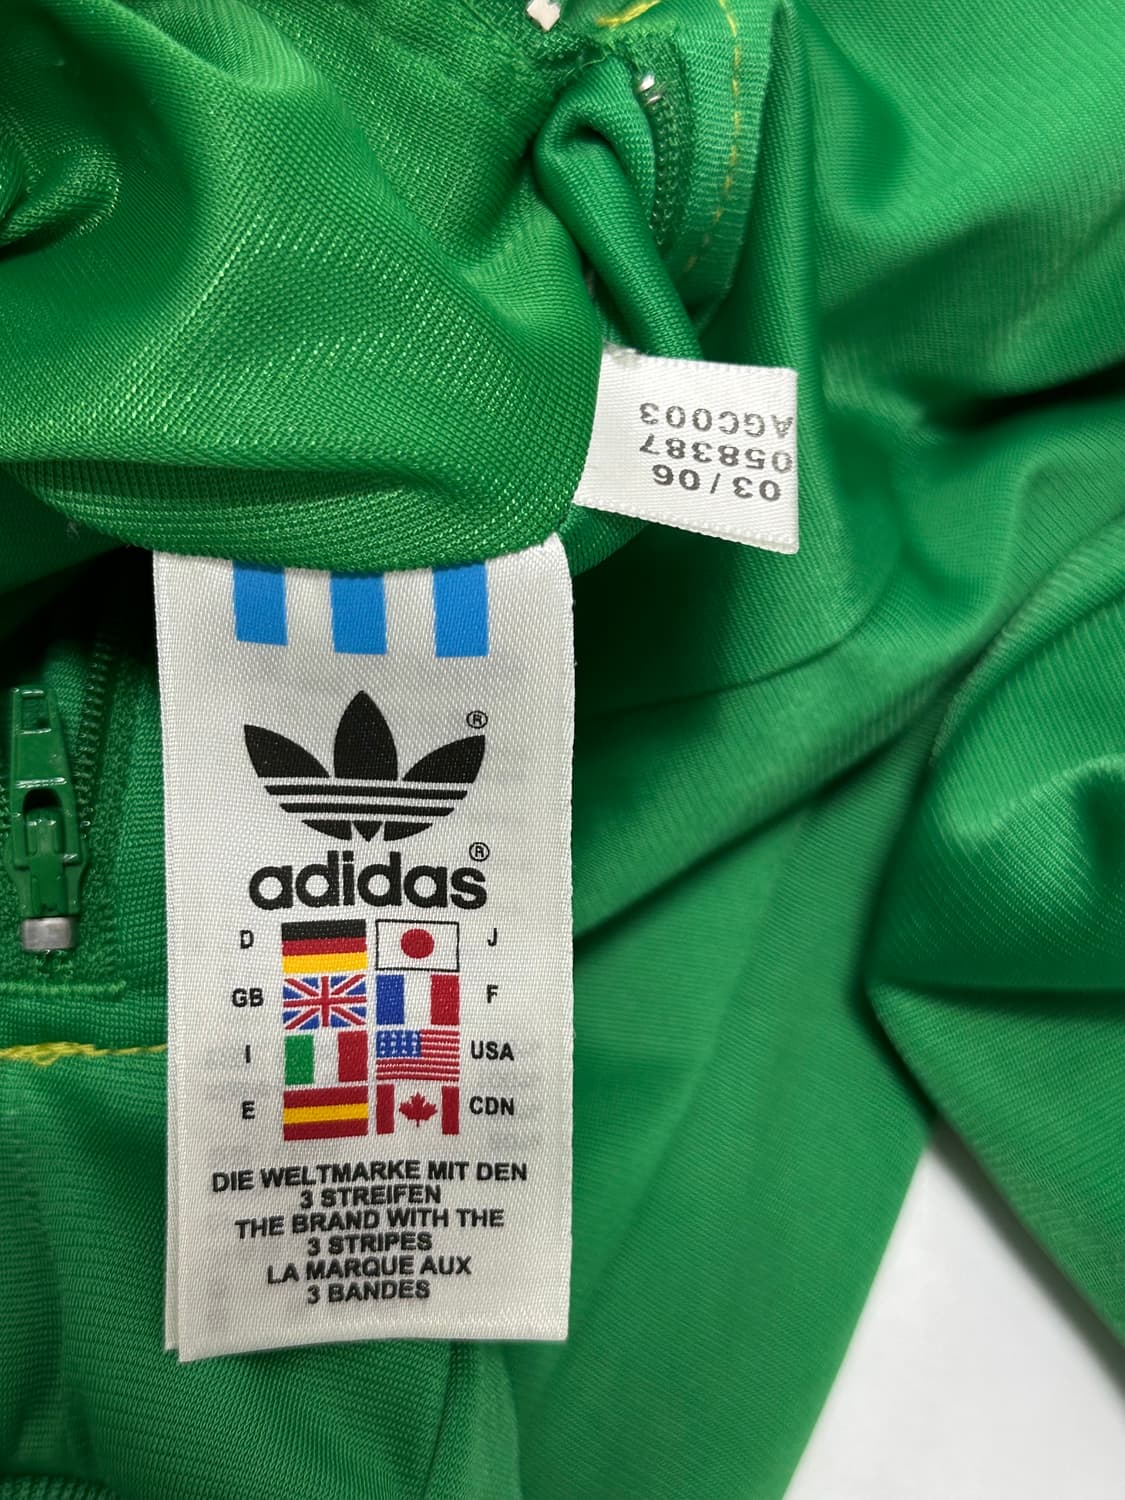 03 / 06
058387
AGC003
®
adidas®
D J
GB F
I USA
E CDN
DIE WELTMARKE MIT DEN
3 STREIFEN
THE BRAND WITH THE
3 STRIPES
LA MARQUE AUX
3 BANDES